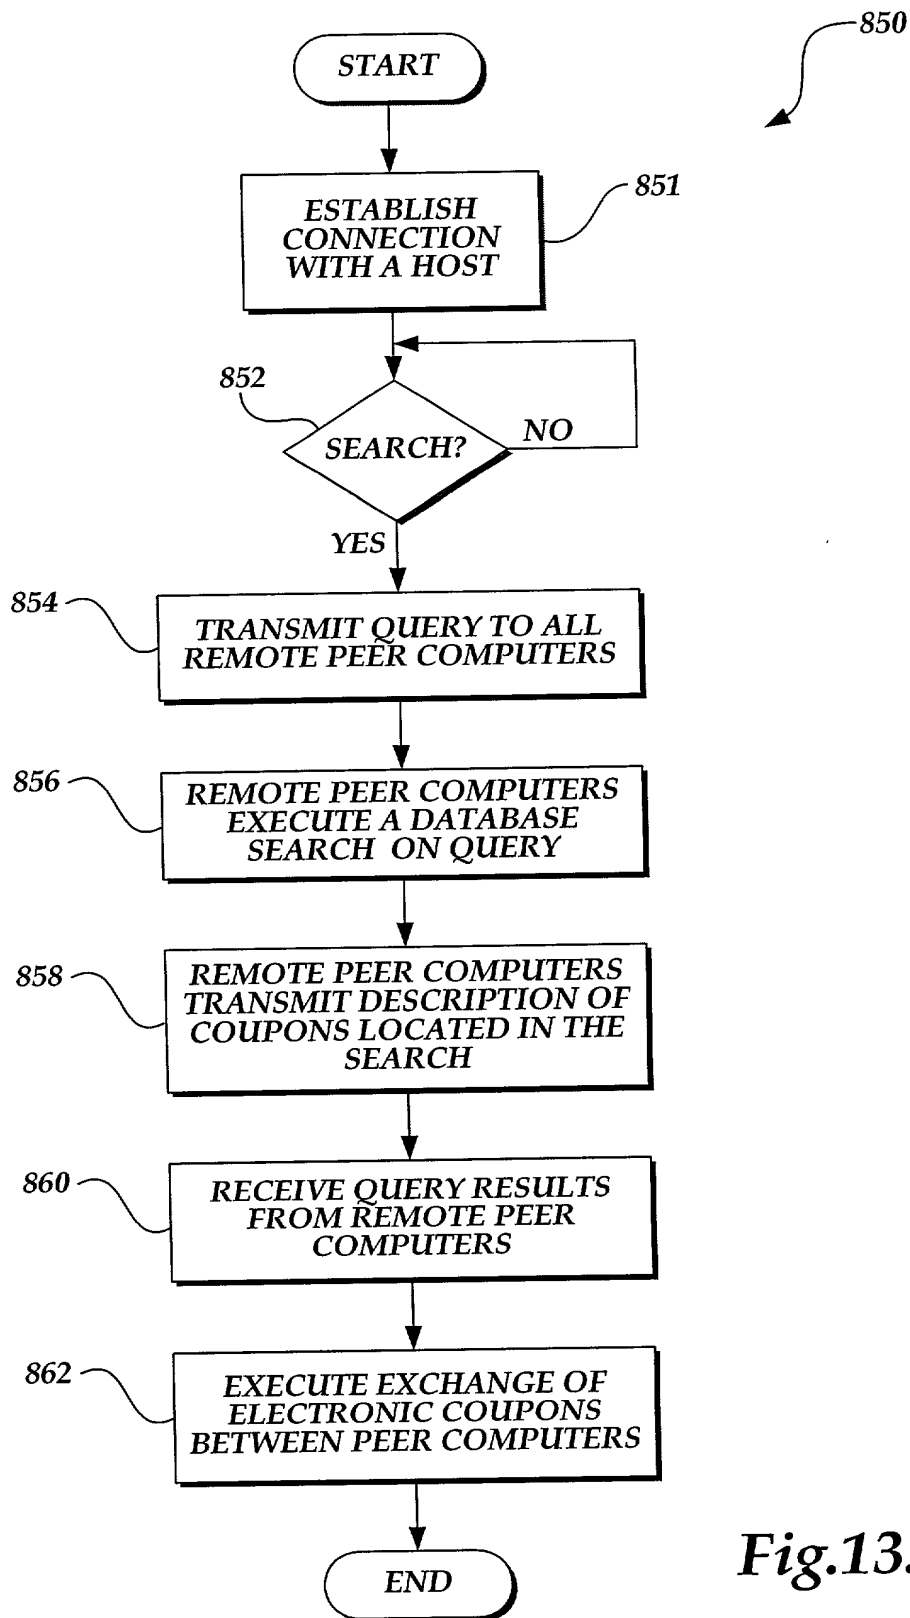 850
START
851
ESTABLISH
CONNECTION
WITH A HOST
852
SEARCH?
NO
YES
854
TRANSMIT QUERY TO ALL
REMOTE PEER COMPUTERS
856
REMOTE PEER COMPUTERS
EXECUTE A DATABASE
SEARCH ON QUERY
858
REMOTE PEER COMPUTERS
TRANSMIT DESCRIPTION OF
COUPONS LOCATED IN THE
SEARCH
860
RECEIVE QUERY RESULTS
FROM REMOTE PEER
COMPUTERS
862
EXECUTE EXCHANGE OF
ELECTRONIC COUPONS
BETWEEN PEER COMPUTERS
END
Fig.13.